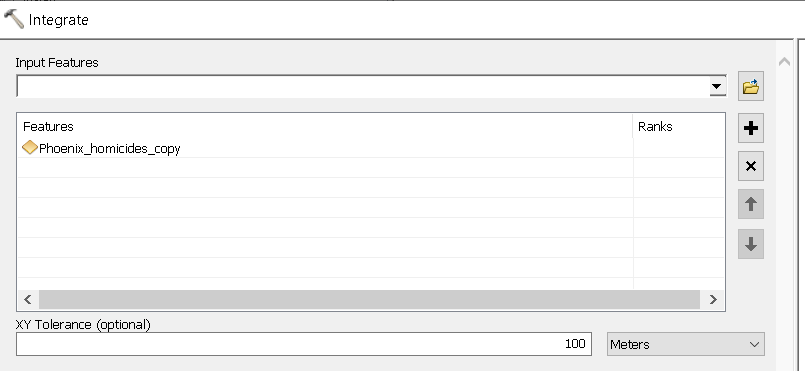 Integrate
Input Features
Features Ranks
Phoenix_homicides_copy
XY Tolerance (optional)
100 Meters